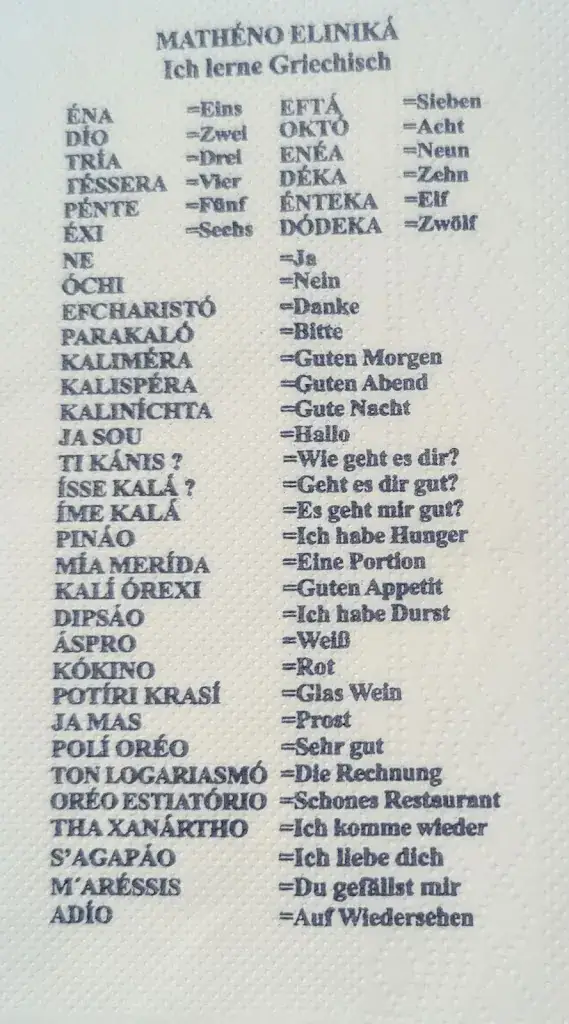 MATHÉNO ELINIKÁ
Ich lerne Griechisch
ÉNA =Eins EFTÁ =Sieben
DÍO =Zwei OKTÓ =Acht
TRÍA =Drei ENÉA =Neun
TÉSSERA =Vier DÉKA =Zehn
PÉNTE =Fünf ÉNTEKA =Elf
ÉXI =Sechs DÓDEKA =Zwölf
NE =Ja
ÓCHI =Nein
EFCHARISTÓ =Danke
PARAKALÓ =Bitte
KALIMÉRA =Guten Morgen
KALISPÉRA =Guten Abend
KALINÍCHTA =Gute Nacht
JA SOU =Hallo
TI KÁNIS ? =Wie geht es dir?
ÍSSE KALÁ ? =Geht es dir gut?
ÍME KALÁ =Es geht mir gut?
PINÁO =Ich habe Hunger
MÍA MERÍDA =Eine Portion
KALÍ ÓREXI =Guten Appetit
DIPSÁO =Ich habe Durst
ÁSPRO =Weiß
KÓKINO =Rot
POTÍRI KRASÍ =Glas Wein
JA MAS =Prost
POLÍ ORÉO =Sehr gut
TON LOGARIASMÓ =Die Rechnung
ORÉO ESTIATÓRIO =Schones Restaurant
THA XANÁRTHO =Ich komme wieder
S'AGAPÁO =Ich liebe dich
M´ARÉSSIS =Du gefällst mir
ADÍO =Auf Wiedersehen